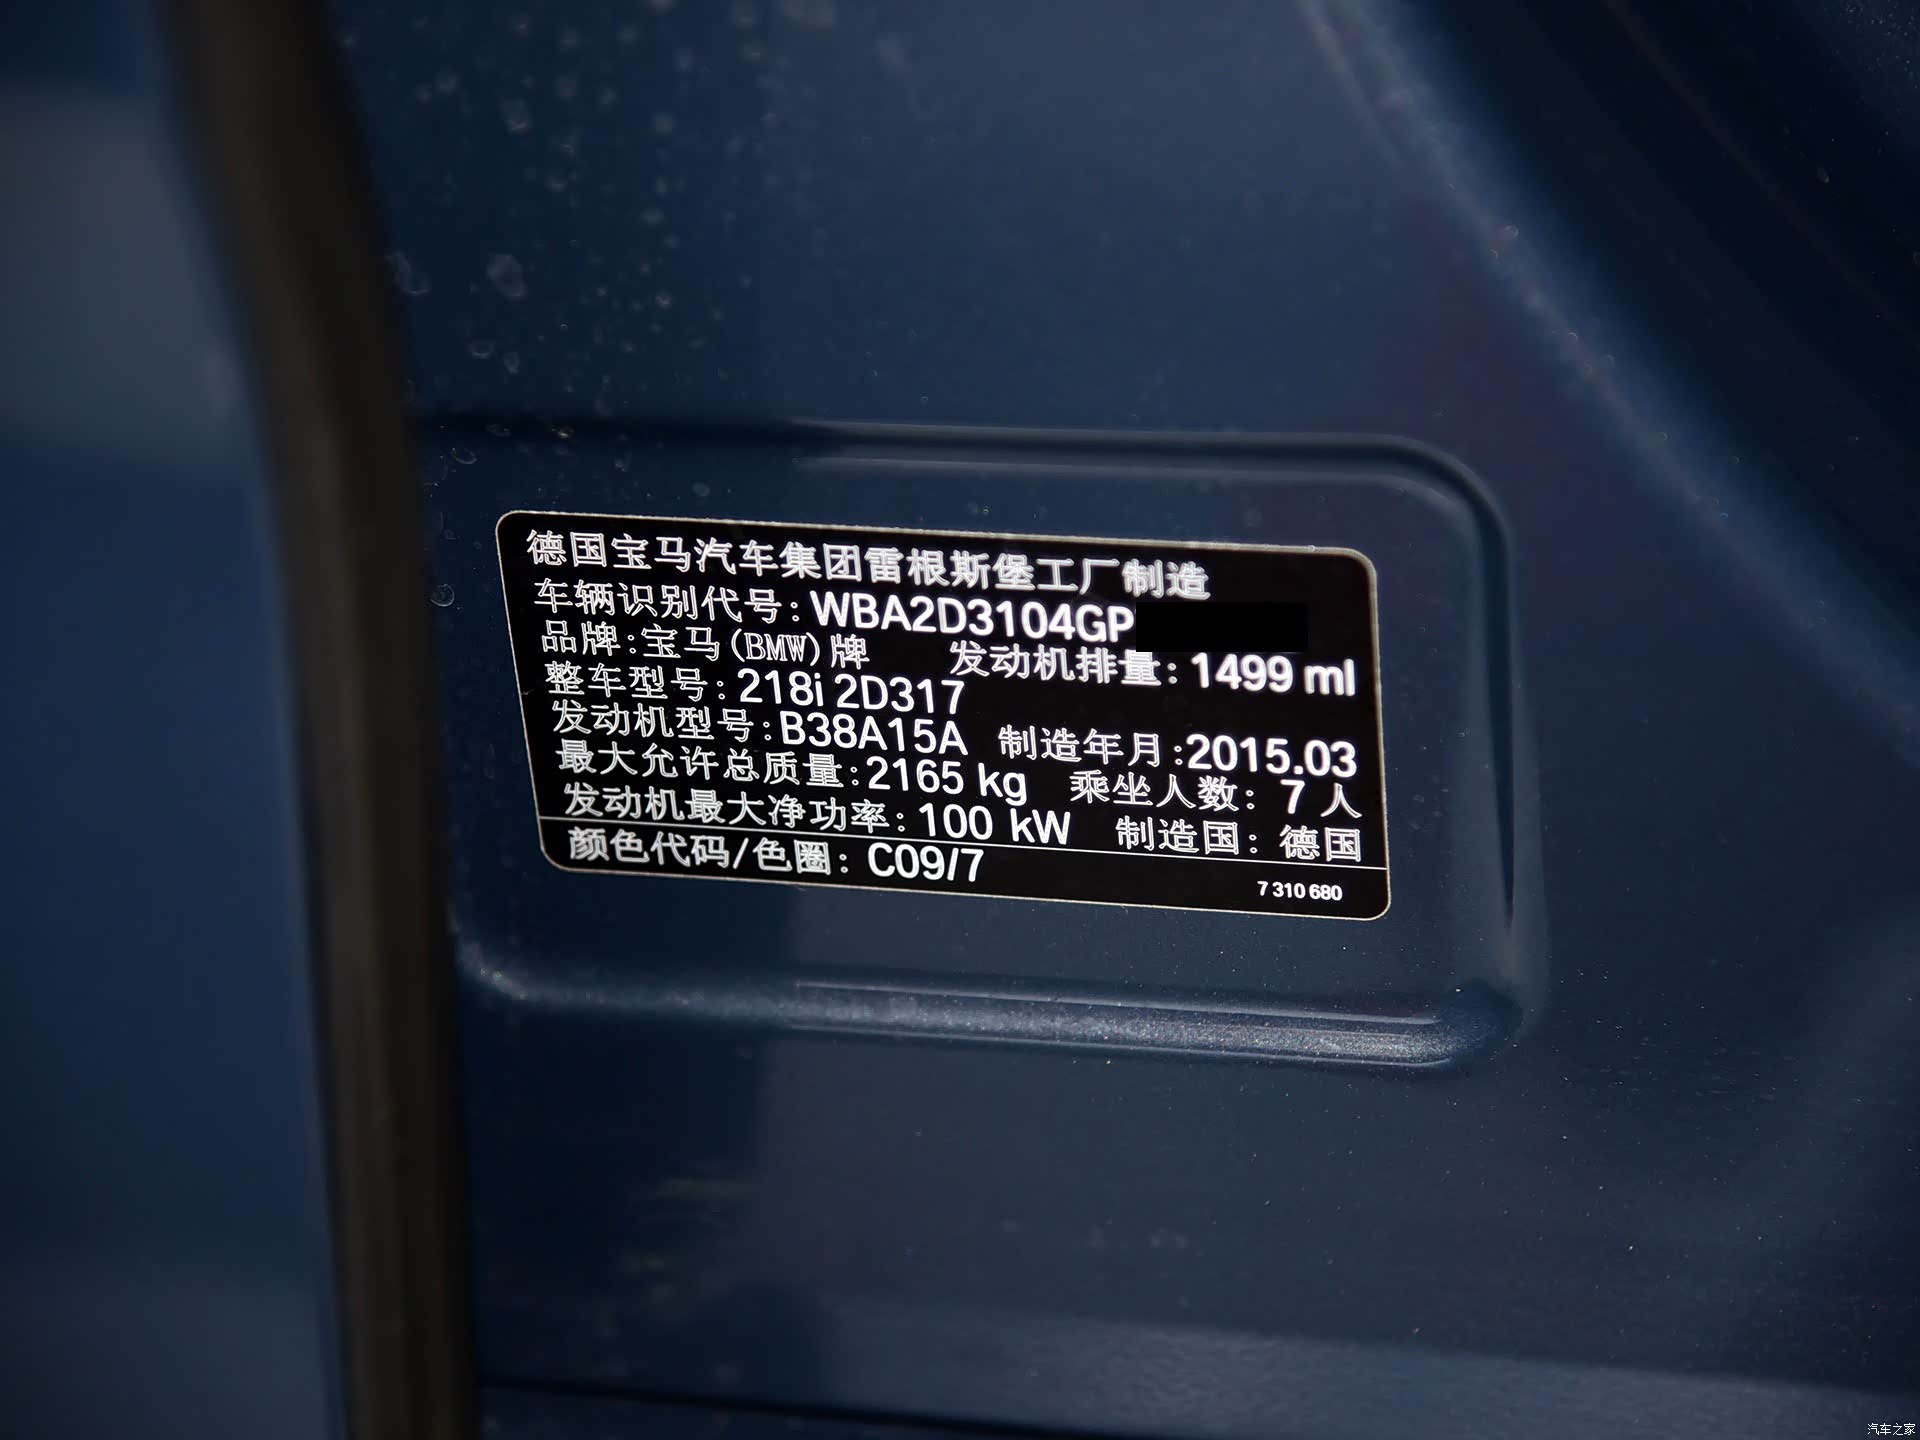 德国宝马汽车集团雷根斯堡工厂制造
车辆识别代号: WBA2D3104GP
品牌:宝马(BMW)牌 发动机排量: 1499 ml
整车型号: 218i 2D317
发动机型号: B38A15A 制造年月:2015.03
最大允许总质量:2165 kg 乘坐人数: 7人
发动机最大净功率: 100 kW 制造国: 德国
颜色代码/色圈: C09/7
7 310 680
汽车之家